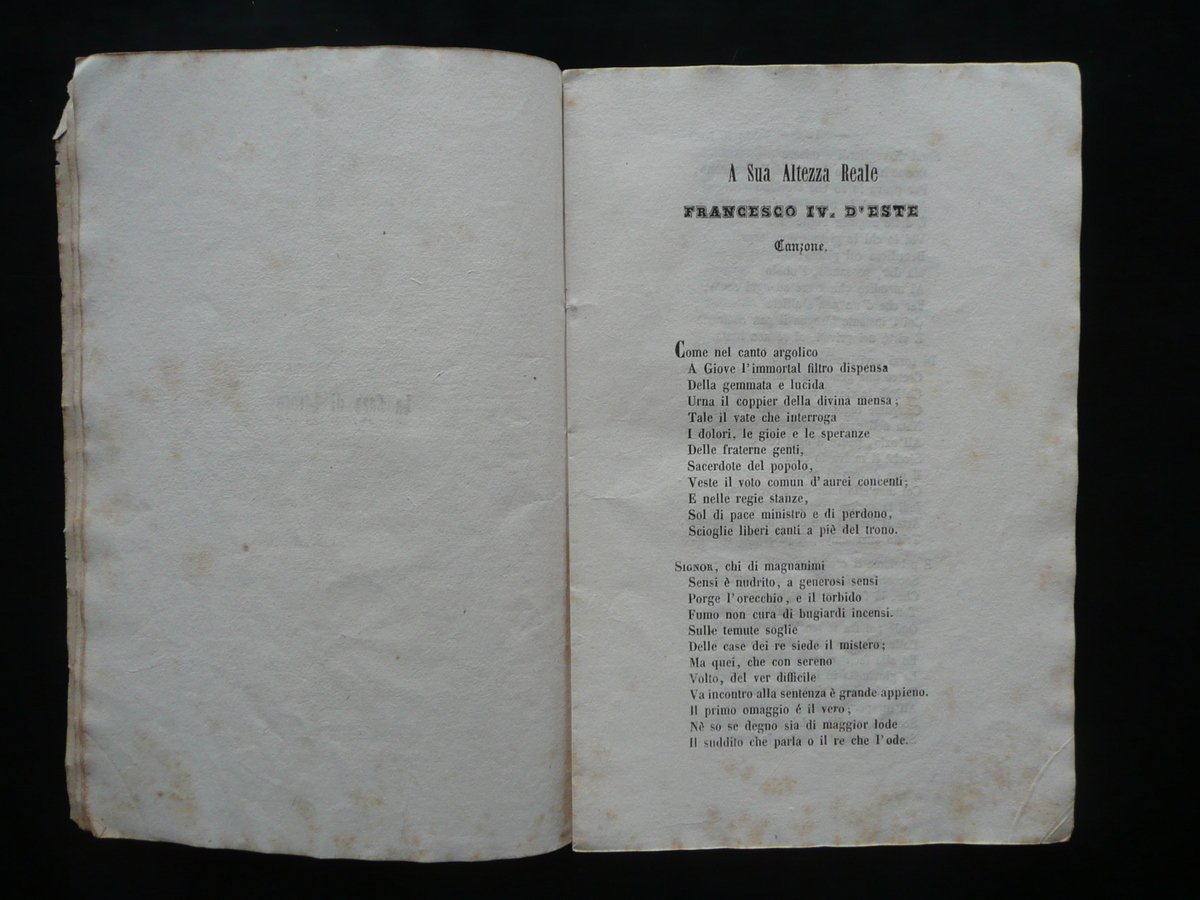 A Sua Altezza Reale
FRANCESCO IV. D'ESTE
Canzone.
Come nel canto argolico
A Giove l'immortal filtro dispensa
Della gemmata e lucida
Urna il coppier della divina mensa;
Tale il vate che interroga
I dolori, le gioie e le speranze
Delle fraterne genti,
Sacerdote del popolo,
Veste il voto comun d'aurei concenti;
E nelle regie stanze,
Sol di pace ministro e di perdono,
Scioglie liberi canti a piè del trono.
Signor, chi di magnanimi
Sensi è nudrito, a generosi sensi
Porge l'orecchio, e il torbido
Fumo non cura di bugiardi incensi.
Sulle temute soglie
Delle case dei re siede il mistero;
Ma quei, che con sereno
Volto, del ver difficile
Va incontro alla sentenza è grande appieno.
Il primo omaggio é il vero;
Nè so se degno sia di maggior lode
Il suddito che parla o il re che l'ode.